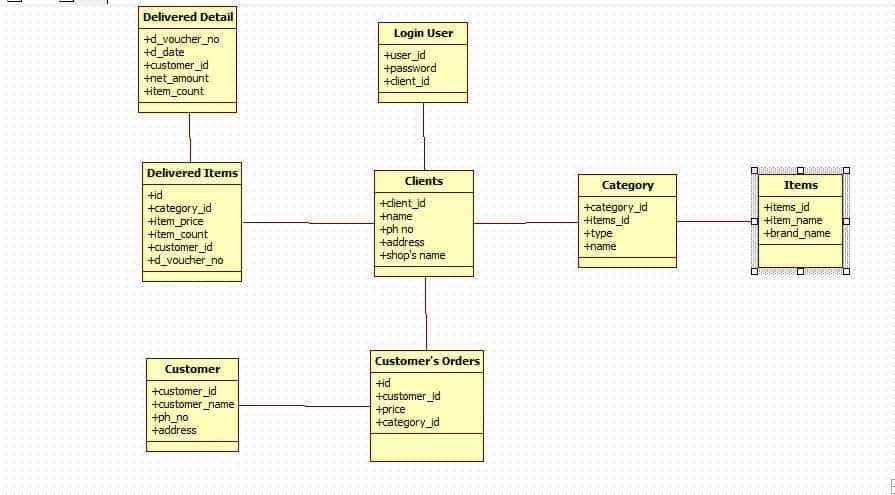 Delivered Detail
+d_voucher_no
+d_date
+customer_id
+net_amount
+item_count
Login User
+user_id
+password
+client_id
Delivered Items
+id
+category_id
+item_price
+item_count
+customer_id
+d_voucher_no
Clients
+client_id
+name
+ph no
+address
+shop's name
Category
+category_id
+items_id
+type
+name
Items
+items_id
+item_name
+brand_name
Customer
+customer_id
+customer_name
+ph_no
+address
Customer's Orders
+id
+customer_id
+price
+category_id